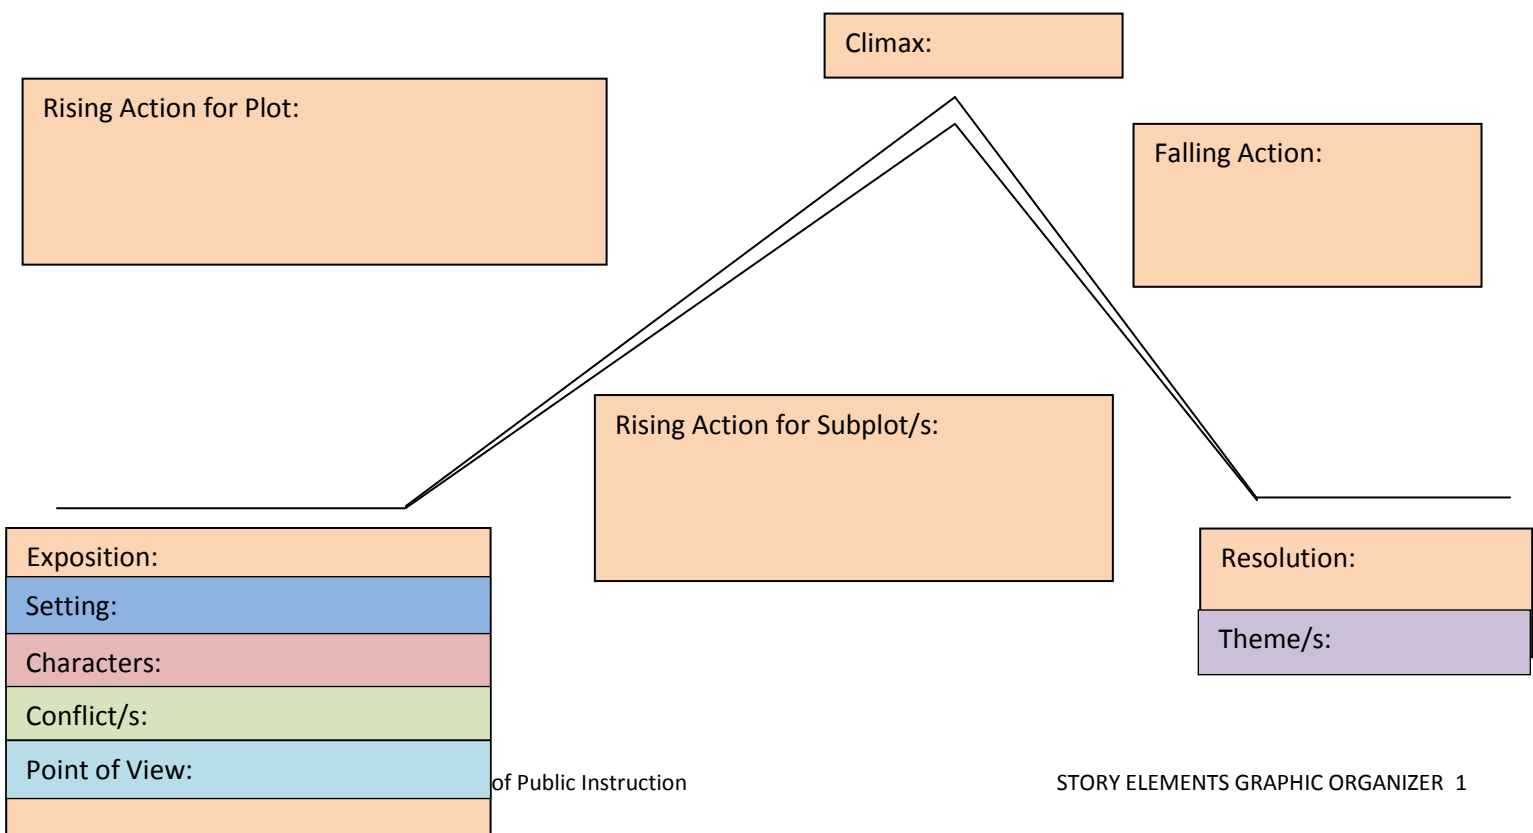 Climax:
Rising Action for Plot:
Falling Action:
Rising Action for Subplot/s:
Exposition:
Setting:
Characters:
Conflict/s:
Point of View:
Resolution:
Theme/s:
of Public Instruction
STORY ELEMENTS GRAPHIC ORGANIZER 1